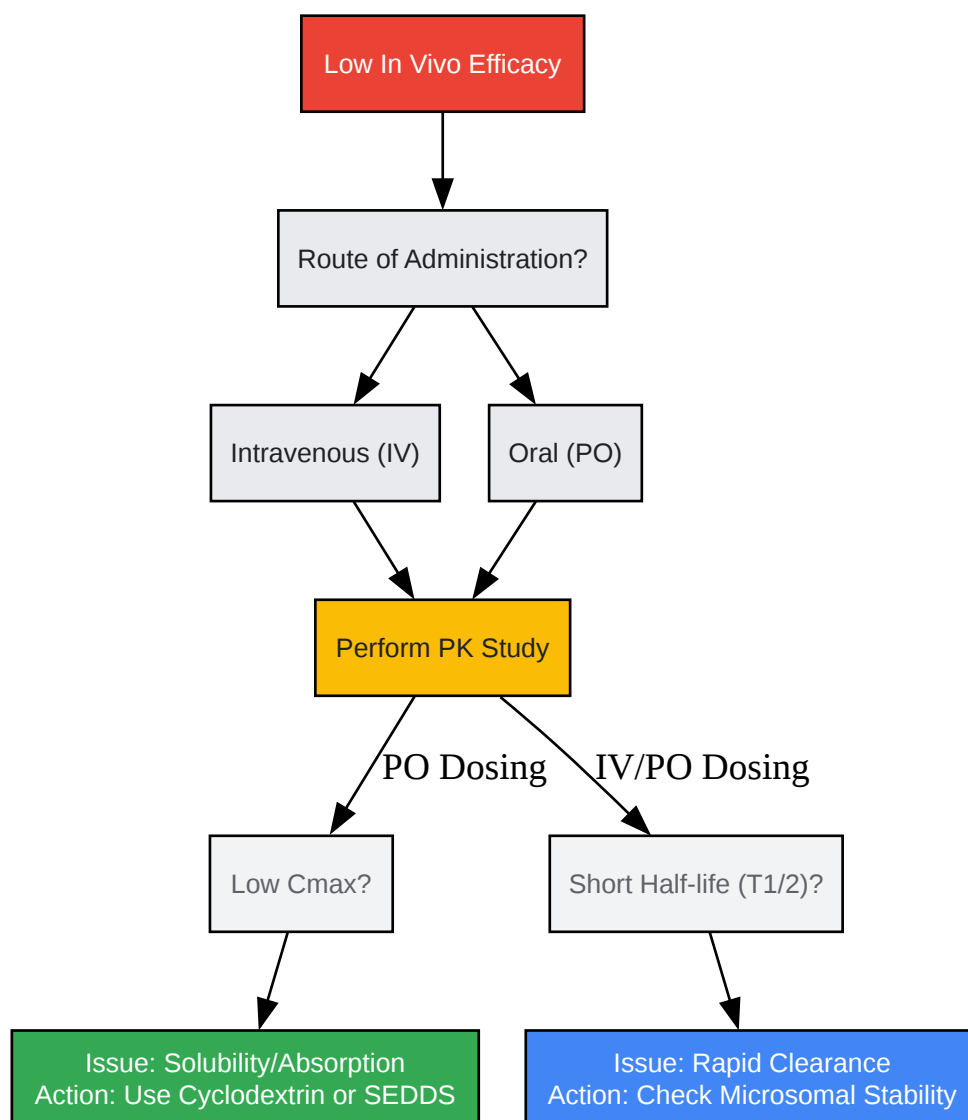 Low In Vivo Efficacy
Route of Administration?
Intravenous (IV)
Oral (PO)
Perform PK Study
PO Dosing
IV/PO Dosing
Low Cmax?
Short Half-life (T1/2)?
Issue: Solubility/Absorption
Action: Use Cyclodextrin or SEDDS
Issue: Rapid Clearance
Action: Check Microsomal Stability